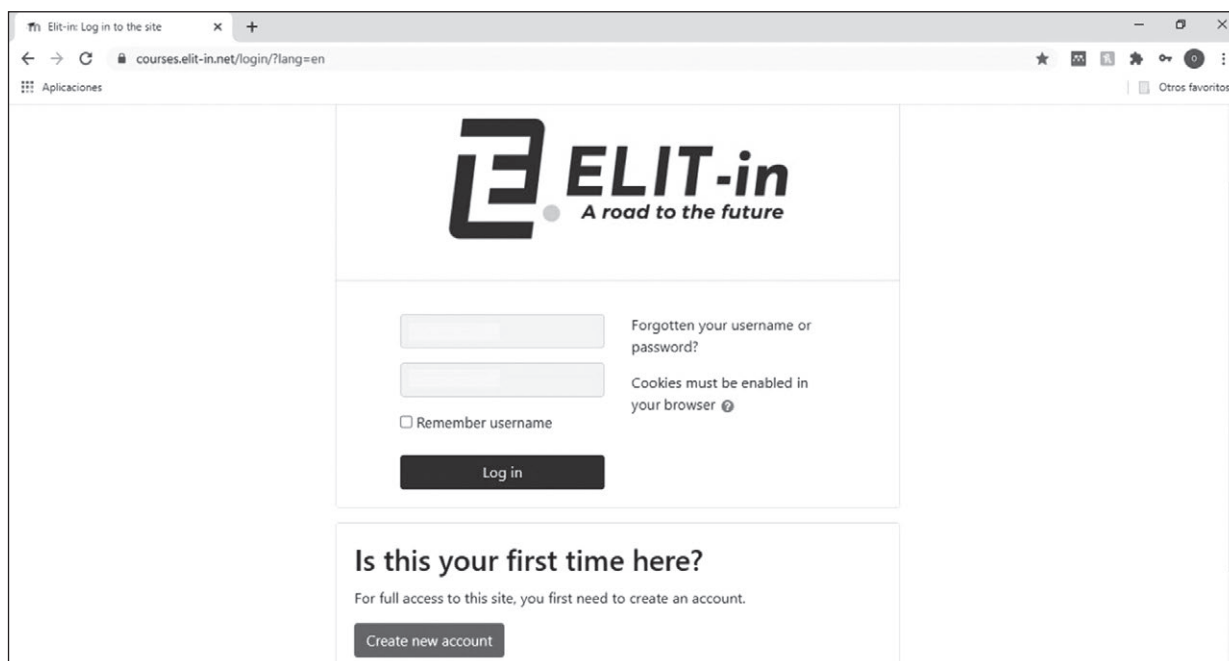 Elit-in: Log in to the site
courses.elit-in.net/login/?lang=en
Aplicaciones
Otros favoritos
ELIT-in
A road to the future
Forgotten your username or
password?
Cookies must be enabled in
your browser
Remember username
Log in
Is this your first time here?
For full access to this site, you first need to create an account.
Create new account